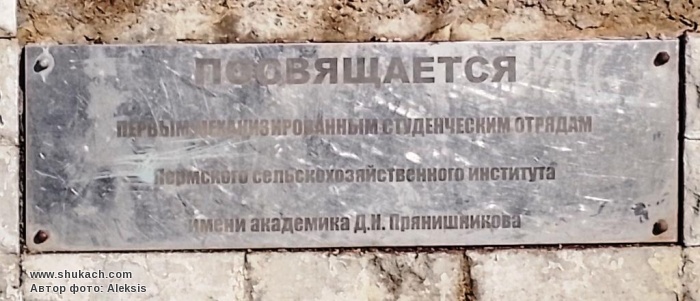 ПОСВЯЩАЕТСЯ
ПЕРВЫМ МЕХАНИЗИРОВАННЫМ СТУДЕНЧЕСКИМ ОТРЯДАМ
Пермского сельскохозяйственного института
имени академика Д.Н. Прянишникова
www.shukach.com
Автор фото: Aleksis